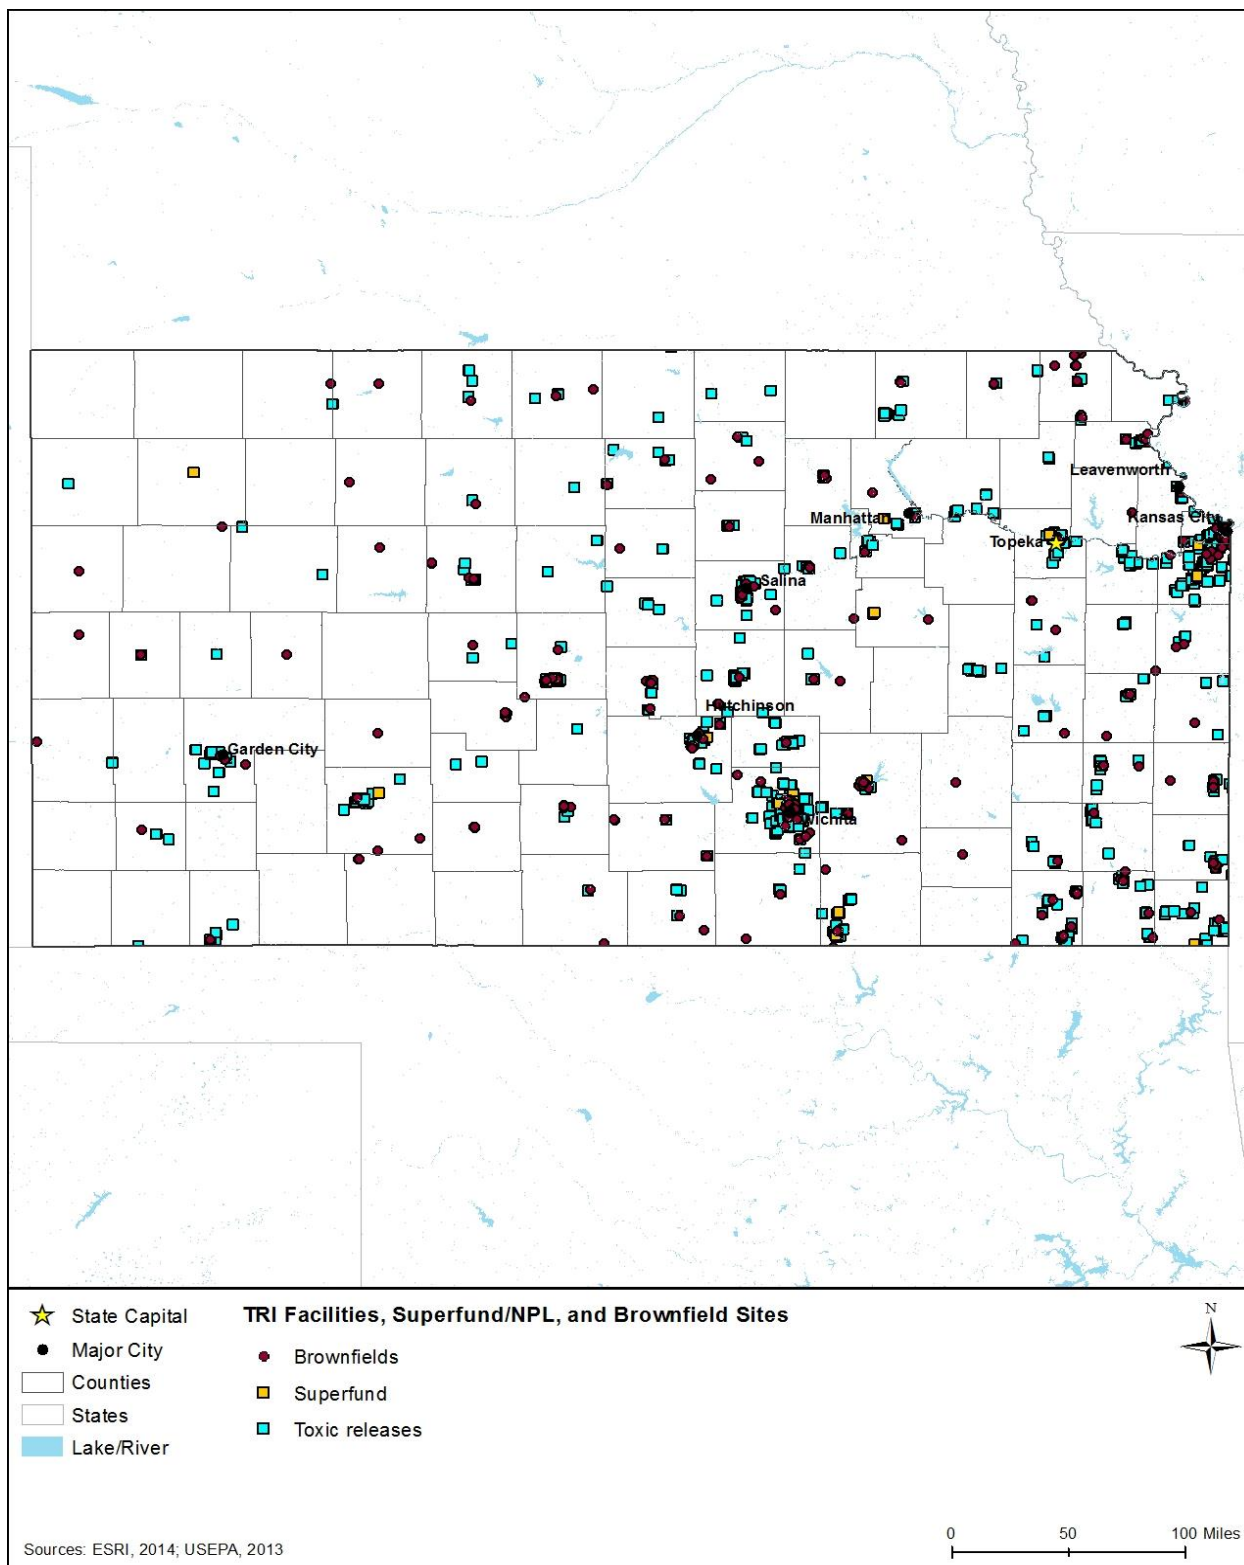 Leavenworth
Manhattan
Kansas City
Topeka
Salina
Hutchinson
Garden City
Wichita
State Capital
Major City
Counties
States
Lake/River
TRI Facilities, Superfund/NPL, and Brownfield Sites
Brownfields
Superfund
Toxic releases
N
0 50 100 Miles
Sources: ESRI, 2014; USEPA, 2013